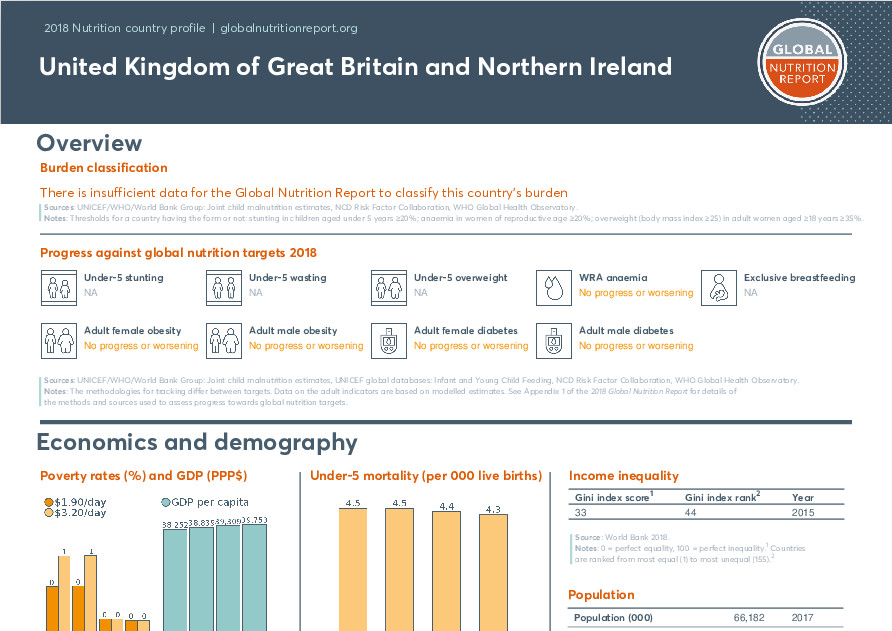 2018 Nutrition country profile | globalnutritionreport.org
United Kingdom of Great Britain and Northern Ireland
GLOBAL
NUTRITION
REPORT
Overview
Burden classification
There is insufficient data for the Global Nutrition Report to classify this country's burden
Sources: UNICEF/WHO/World Bank Group: Joint child malnutrition estimates, NCD Risk Factor Collaboration, WHO Global Health Observatory.
Notes: Thresholds for a country having the form or not: stunting in children aged under 5 years ≥20%; anaemia in women of reproductive age ≥20%; overweight (body mass index ≥25) in adult women aged ≥18 years ≥35%.
Progress against global nutrition targets 2018
Under-5 stunting
NA
Under-5 wasting
NA
Under-5 overweight
NA
WRA anaemia
No progress or worsening
Exclusive breastfeeding
NA
Adult female obesity
No progress or worsening
Adult male obesity
No progress or worsening
Adult female diabetes
No progress or worsening
Adult male diabetes
No progress or worsening
Sources: UNICEF/WHO/World Bank Group: Joint child malnutrition estimates, UNICEF global databases: Infant and Young Child Feeding, NCD Risk Factor Collaboration, WHO Global Health Observatory.
Notes: The methodologies for tracking differ between targets. Data on the adult indicators are based on modelled estimates. See Appendix 1 of the 2018 Global Nutrition Report for details of
the methods and sources used to assess progress towards global nutrition targets.
Economics and demography
Poverty rates (%) and GDP (PPP$)
$1.90/day
$3.20/day
GDP per capita
0 1 0 1 0 0 0 0
38 252 38,839 39,309 39,753
Under-5 mortality (per 000 live births)
4.5 4.5 4.4 4.3
Income inequality
Gini index score1 Gini index rank2 Year
33 44 2015
Source: World Bank 2018.
Notes: 0 = perfect equality, 100 = perfect inequality.1 Countries
are ranked from most equal (1) to most unequal (155).2
Population
Population (000) 66,182 2017